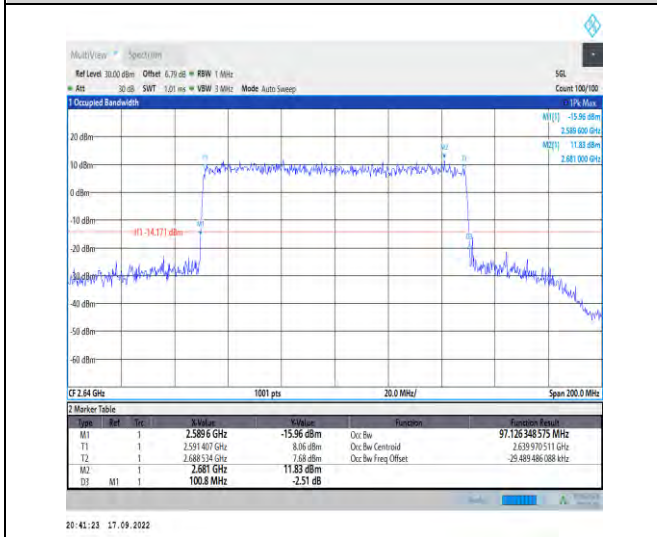 MultiView Spectrum
Ref Level 30.00 dBm Offset 6.79 dB RBW 1 MHz SGL
Att 30 dB SWT 1.01 ms VBW 3 MHz Mode Auto Sweep Count 100/100
1 Occupied Bandwidth 1Pk Max
M1[1] -15.96 dBm
2.589 600 GHz
M2[1] 11.83 dBm
2.681 000 GHz
20 dBm
M2
T1
10 dBm
0 dBm
-10 dBm
M1
H1 -14.171 dBm
D3
-20 dBm
-30 dBm
-40 dBm
-50 dBm
-60 dBm
CF 2.64 GHz 1001 pts 20.0 MHz/ Span 200.0 MHz
2 Marker Table
Type Ref Trc X-Value Y-Value Function Function Result
M1 1 2.589 6 GHz -15.96 dBm Occ Bw 97.126 348 575 MHz
T1 1 2.591 407 GHz 8.06 dBm Occ Bw Centroid 2.639 970 511 GHz
T2 1 2.688 534 GHz 7.68 dBm Occ Bw Freq Offset -29.489 486 088 kHz
M2 1 2.681 GHz 11.83 dBm
D3 M1 1 100.8 MHz -2.51 dB
20:41:23 17.09.2022